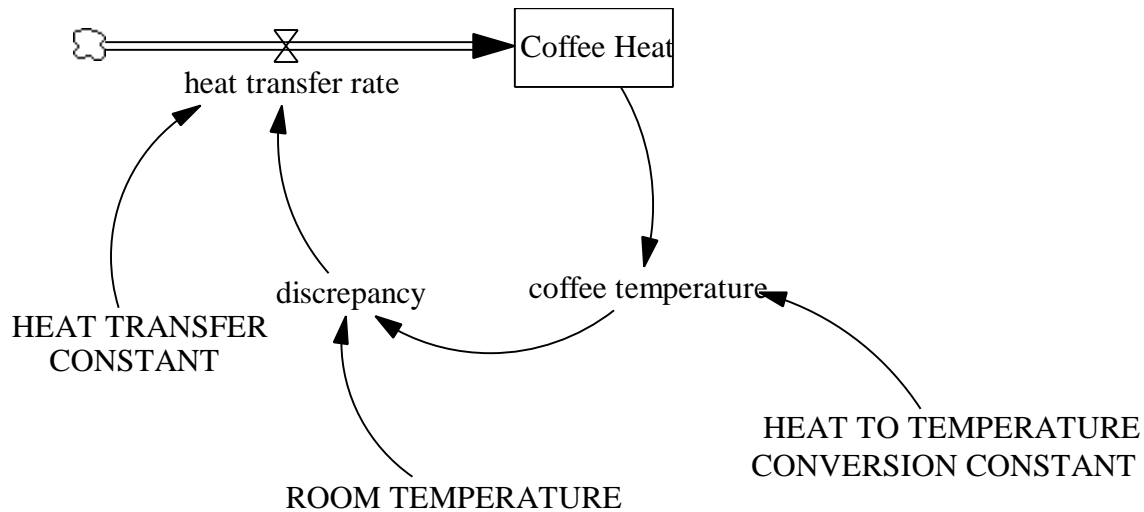 Coffee Heat
heat transfer rate
discrepancy
coffee temperature
HEAT TRANSFER
CONSTANT
HEAT TO TEMPERATURE
CONVERSION CONSTANT
ROOM TEMPERATURE